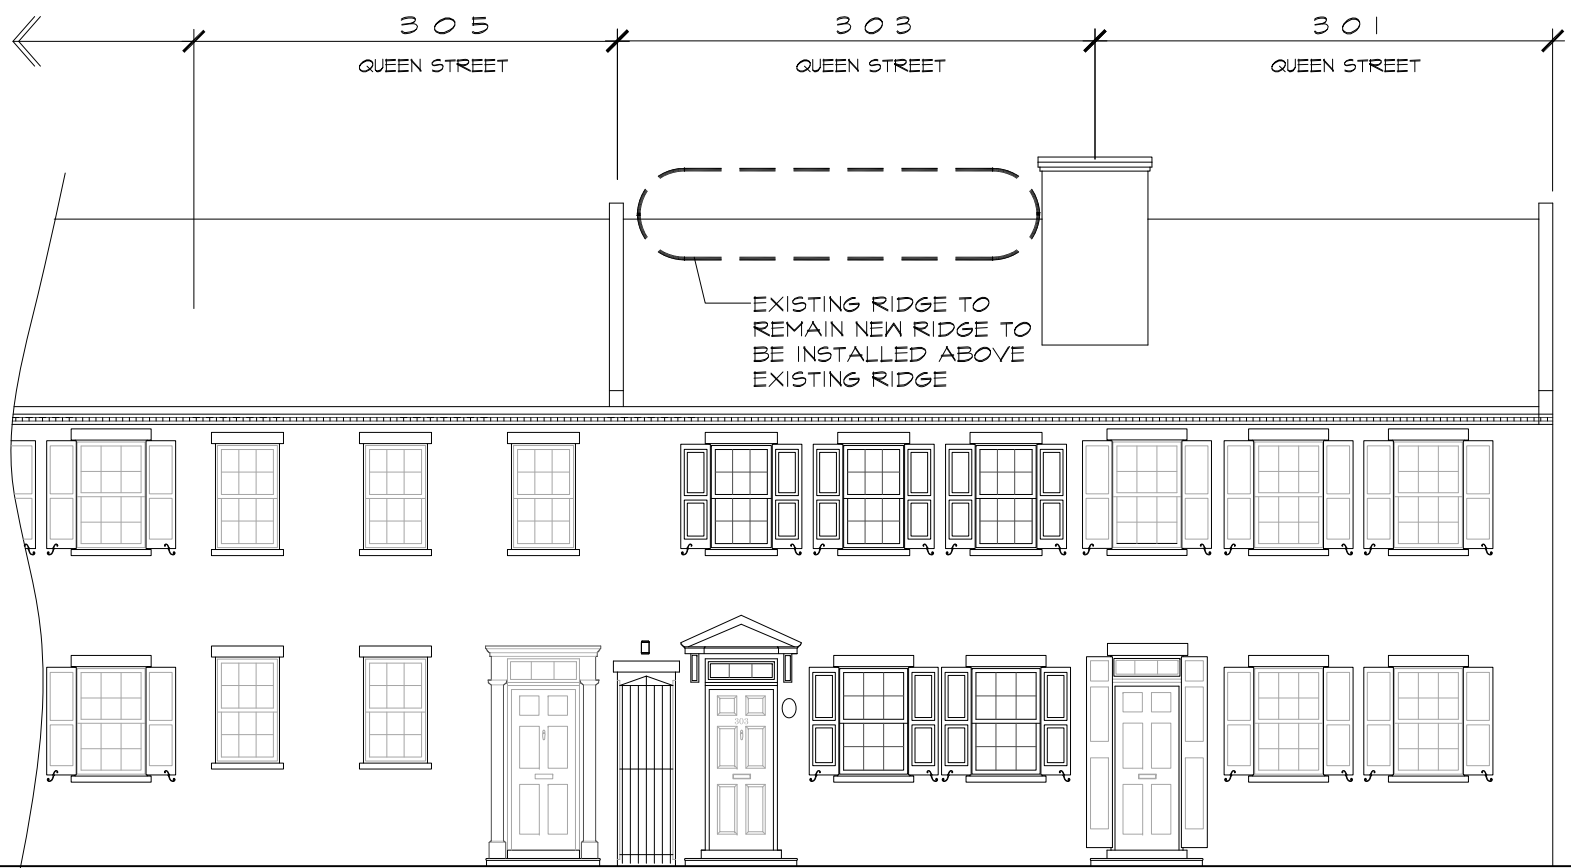 305
303
301
QUEEN STREET
QUEEN STREET
QUEEN STREET
EXISTING RIDGE TO
REMAIN NEW RIDGE TO
BE INSTALLED ABOVE
EXISTING RIDGE
303